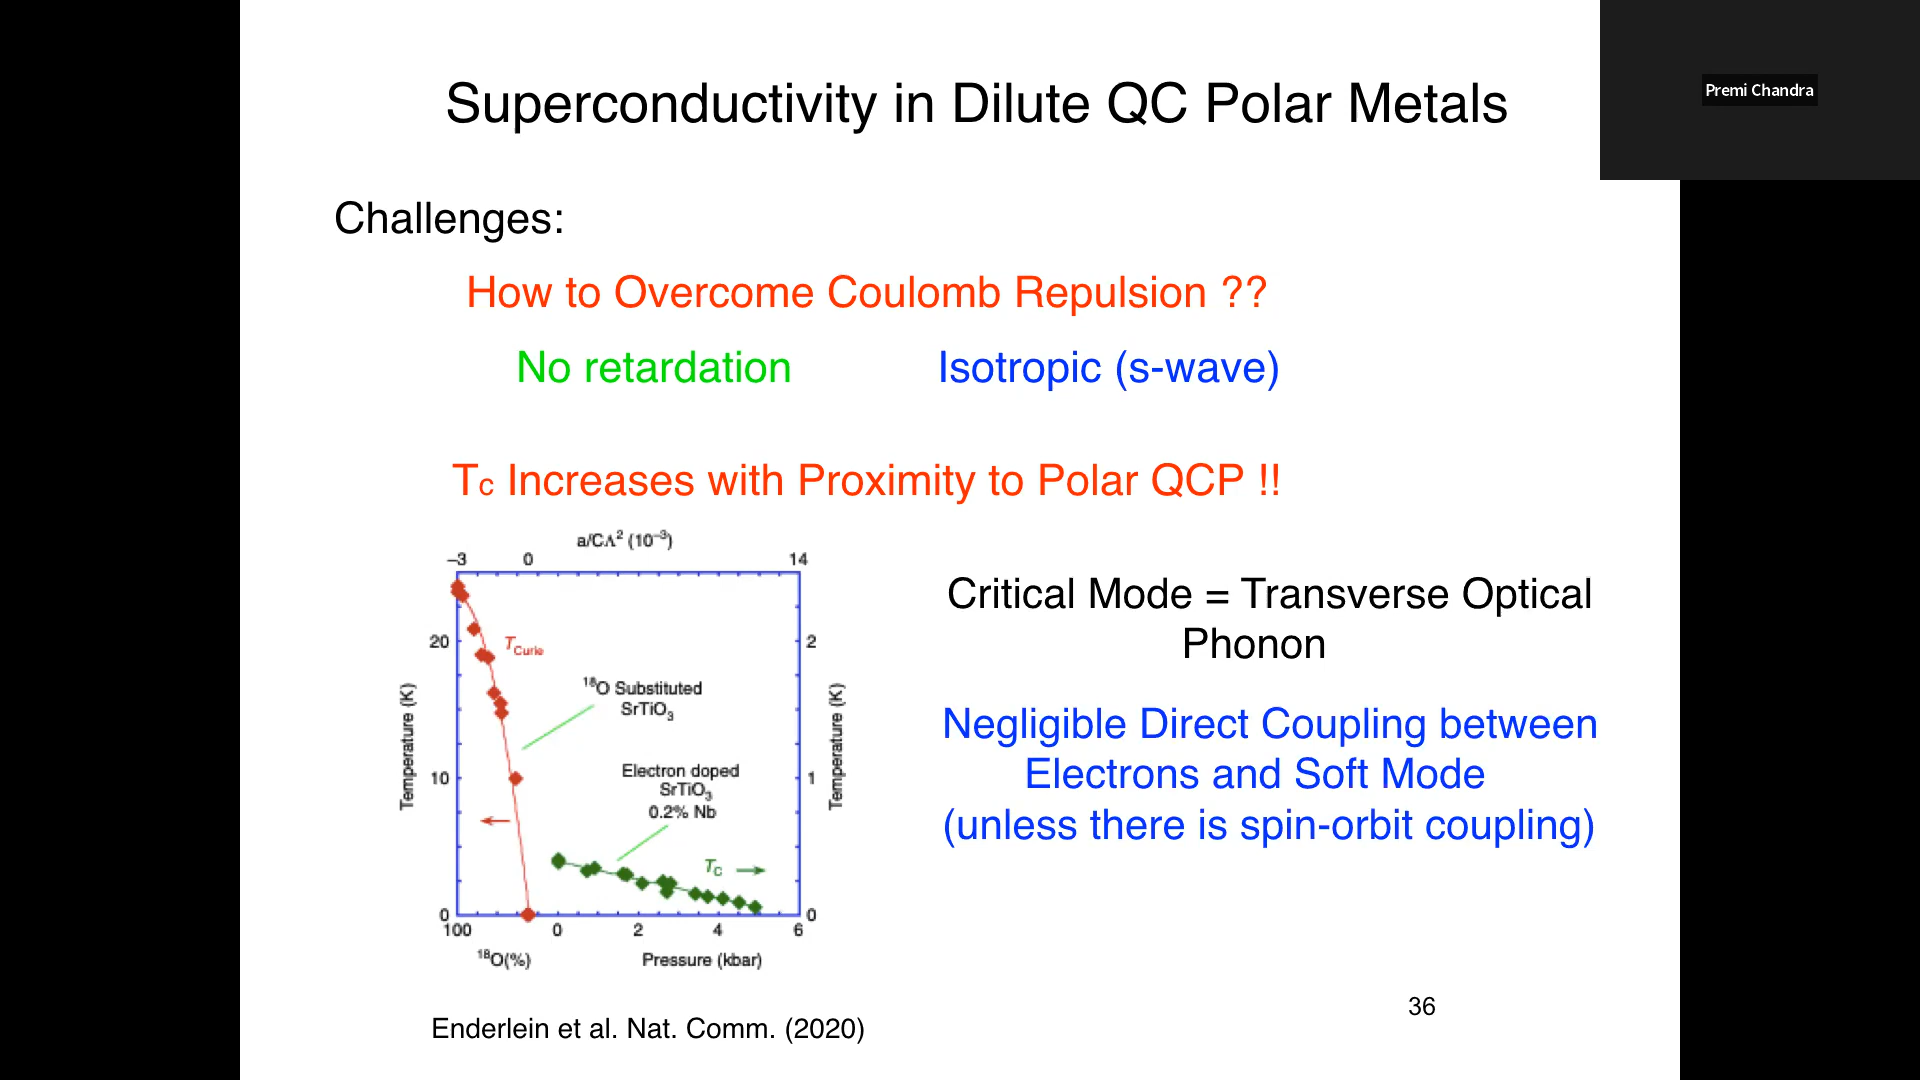 Superconductivity in Dilute QC Polar Metals
Premi Chandra
Challenges:
How to Overcome Coulomb Repulsion ??
No retardation
Isotropic (s-wave)
Tc Increases with Proximity to Polar QCP !!
a/CΛ² (10⁻³)
–3 0 14
20 10 0
Temperature (K)
T Curie
¹⁸O Substituted
SrTiO₃
Electron doped
SrTiO₃
0.2% Nb
Tc
2 1 0
Temperature (K)
100 0 2 4 6
¹⁸O(%) Pressure (kbar)
Critical Mode = Transverse Optical
Phonon
Negligible Direct Coupling between
Electrons and Soft Mode
(unless there is spin-orbit coupling)
Enderlein et al. Nat. Comm. (2020)
36